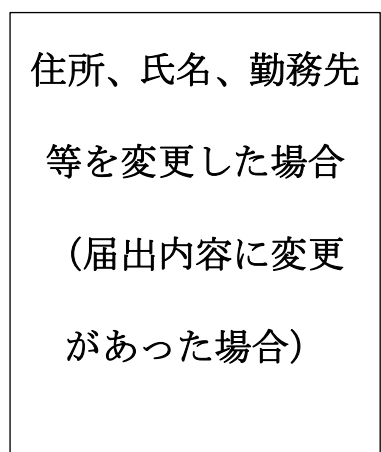 住所、氏名、勤務先
等を変更した場合
（届出内容に変更
があった場合）